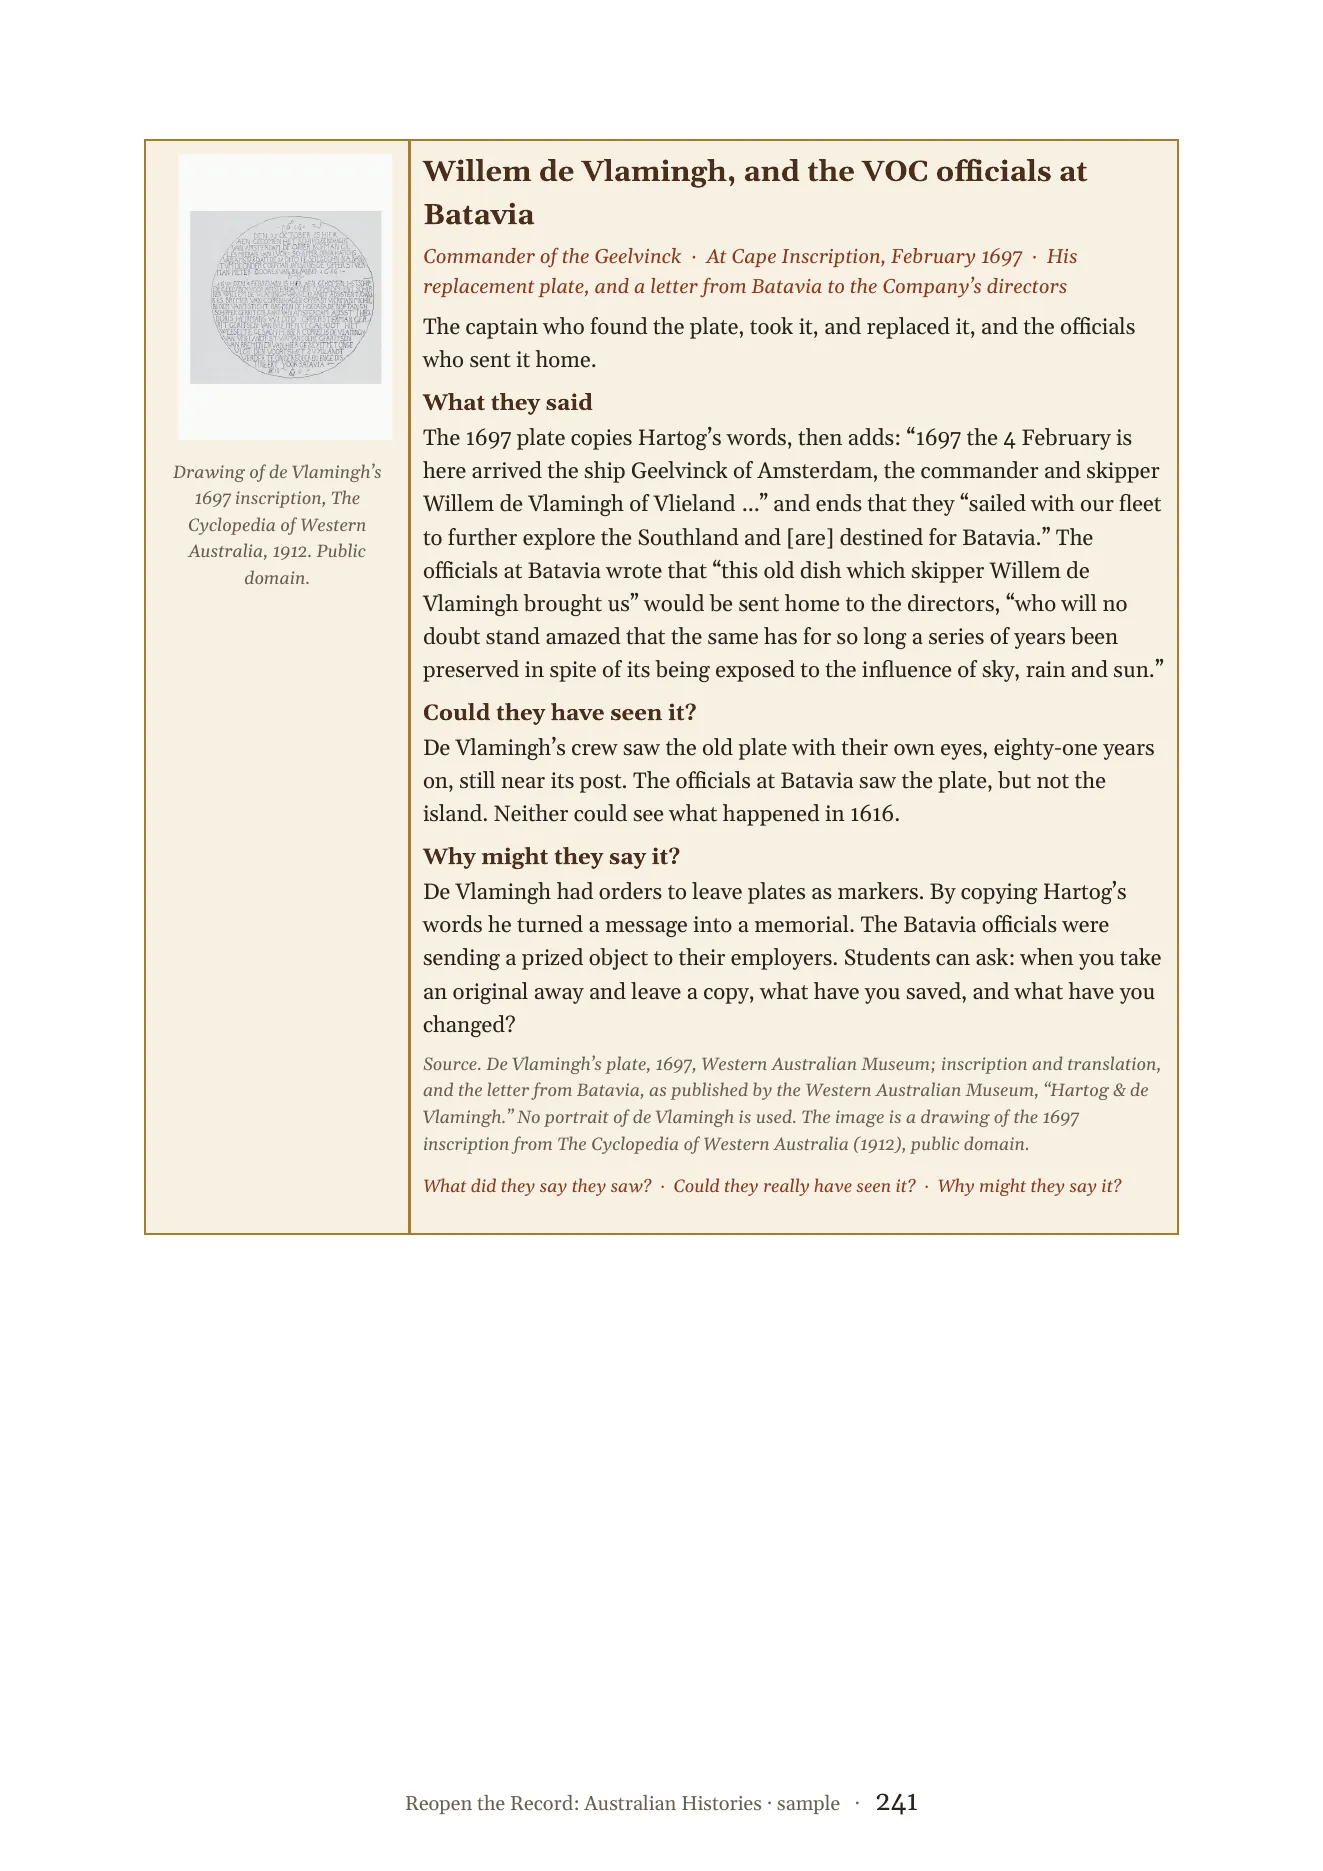 Drawing of de Vlamingh’s
1697 inscription, The
Cyclopedia of Western
Australia, 1912. Public
domain.
Willem de Vlamingh, and the VOC officials at
Batavia
Commander of the Geelvinck · At Cape Inscription, February 1697 · His
replacement plate, and a letter from Batavia to the Company’s directors
The captain who found the plate, took it, and replaced it, and the officials
who sent it home.
What they said
The 1697 plate copies Hartog’s words, then adds: “1697 the 4 February is
here arrived the ship Geelvinck of Amsterdam, the commander and skipper
Willem de Vlamingh of Vlieland ...” and ends that they “sailed with our fleet
to further explore the Southland and [are] destined for Batavia.” The
officials at Batavia wrote that “this old dish which skipper Willem de
Vlamingh brought us” would be sent home to the directors, “who will no
doubt stand amazed that the same has for so long a series of years been
preserved in spite of its being exposed to the influence of sky, rain and sun.”
Could they have seen it?
De Vlamingh’s crew saw the old plate with their own eyes, eighty-one years
on, still near its post. The officials at Batavia saw the plate, but not the
island. Neither could see what happened in 1616.
Why might they say it?
De Vlamingh had orders to leave plates as markers. By copying Hartog’s
words he turned a message into a memorial. The Batavia officials were
sending a prized object to their employers. Students can ask: when you take
an original away and leave a copy, what have you saved, and what have you
changed?
Source. De Vlamingh’s plate, 1697, Western Australian Museum; inscription and translation,
and the letter from Batavia, as published by the Western Australian Museum, “Hartog & de
Vlamingh.” No portrait of de Vlamingh is used. The image is a drawing of the 1697
inscription from The Cyclopedia of Western Australia (1912), public domain.
What did they say they saw? · Could they really have seen it? · Why might they say it?
Reopen the Record: Australian Histories · sample · 241